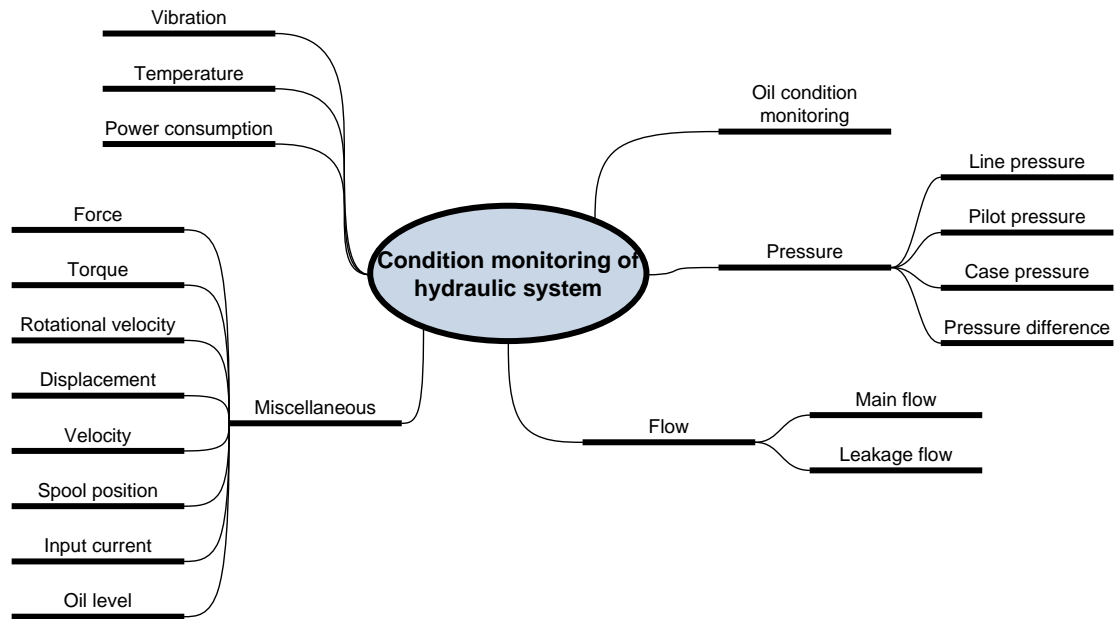 Vibration
Temperature
Power consumption
Oil condition
monitoring
Line pressure
Pilot pressure
Case pressure
Pressure difference
Pressure
Condition monitoring of
hydraulic system
Force
Torque
Rotational velocity
Displacement
Velocity
Spool position
Input current
Oil level
Miscellaneous
Flow
Main flow
Leakage flow